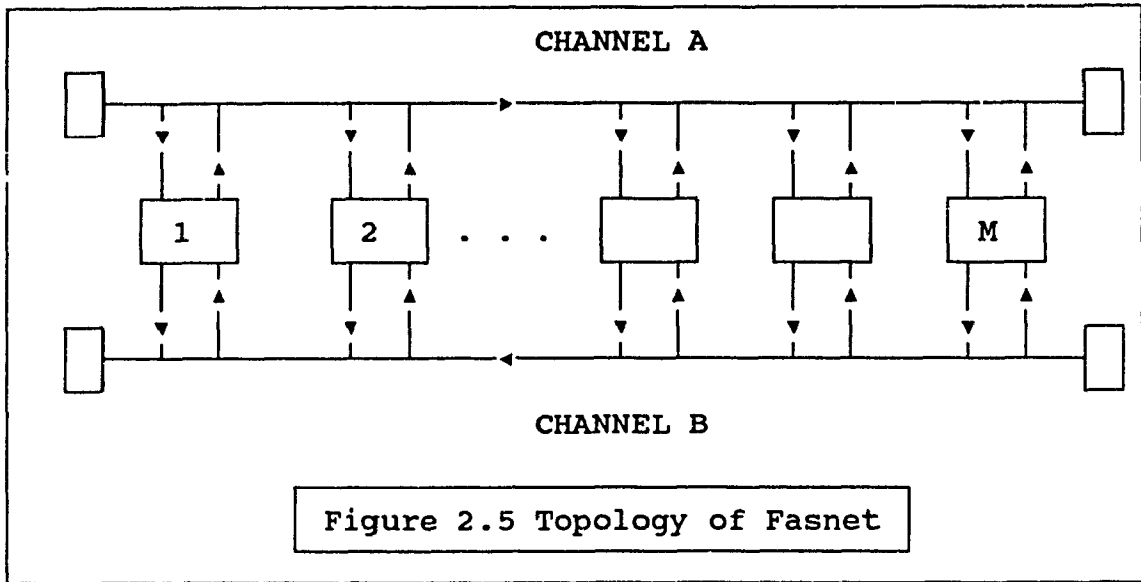 CHANNEL A
1 2 . . . M
CHANNEL B
Figure 2.5 Topology of Fasnet